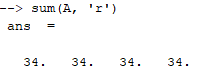 --> sum(A, 'r')
ans  =
34.   34.   34.   34.